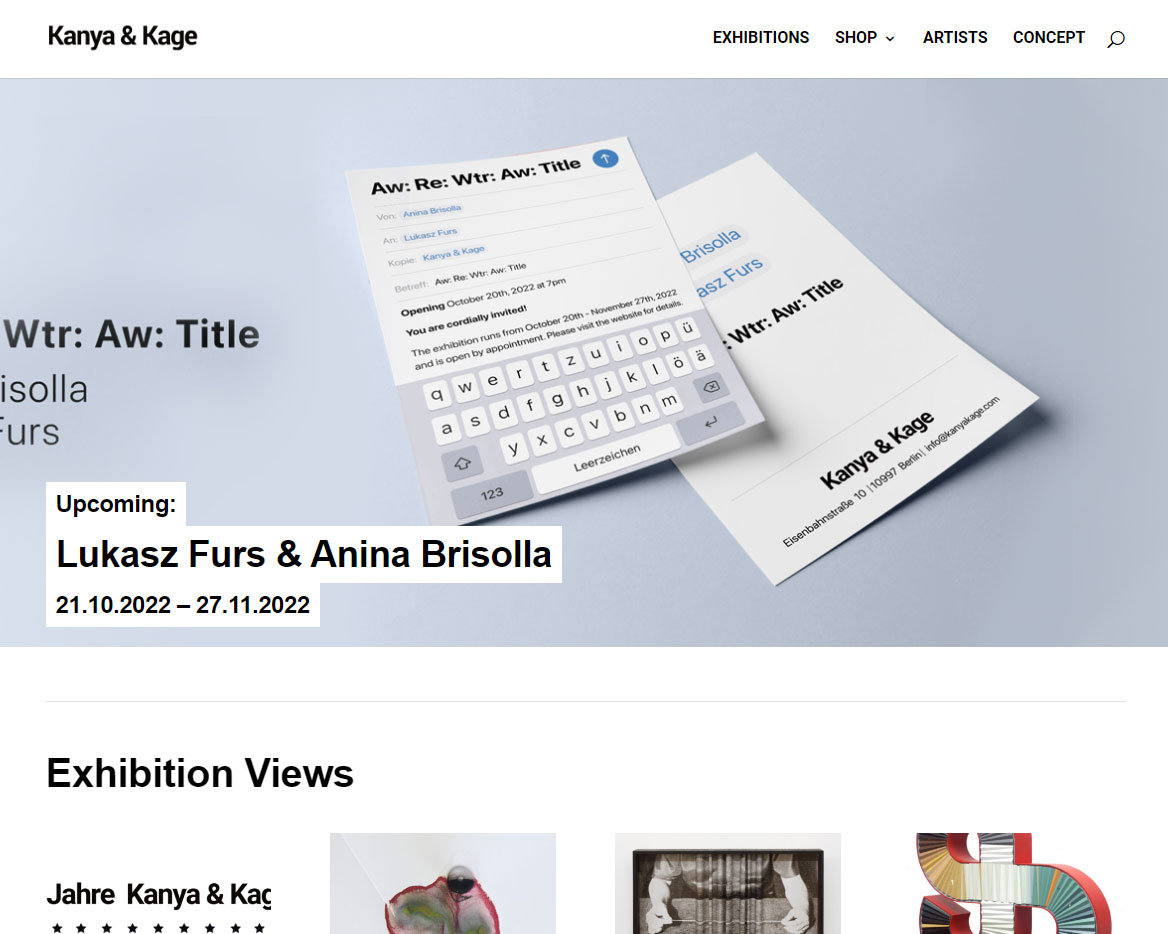 Kanya & Kage
EXHIBITIONS SHOP ARTISTS CONCEPT
Wtr: Aw: Title
Aw: Re: Wtr: Aw: Title
Von: Anina Brisolla
An: Lukasz Furs
Kopie: Kanya & Kage
Betreff: Aw: Re: Wtr: Aw: Title
Opening October 20th, 2022 at 7pm
You are cordially invited!
The exhibition runs from October 20th - November 27th, 2022
and is open by appointment. Please visit the website for details.
q w e r t z u i o p ü
a s d f g h j k l ö ä
y x c v b n m
123 Leerzeichen
Brisolla
asz Furs
: Wtr: Aw: Title
Kanya & Kage
Eisenbahnstraße 10 | 10997 Berlin | info@kanyakage.com
isolla
Furs
Upcoming:
Lukasz Furs & Anina Brisolla
21.10.2022 – 27.11.2022
Exhibition Views
Jahre Kanya & Kag